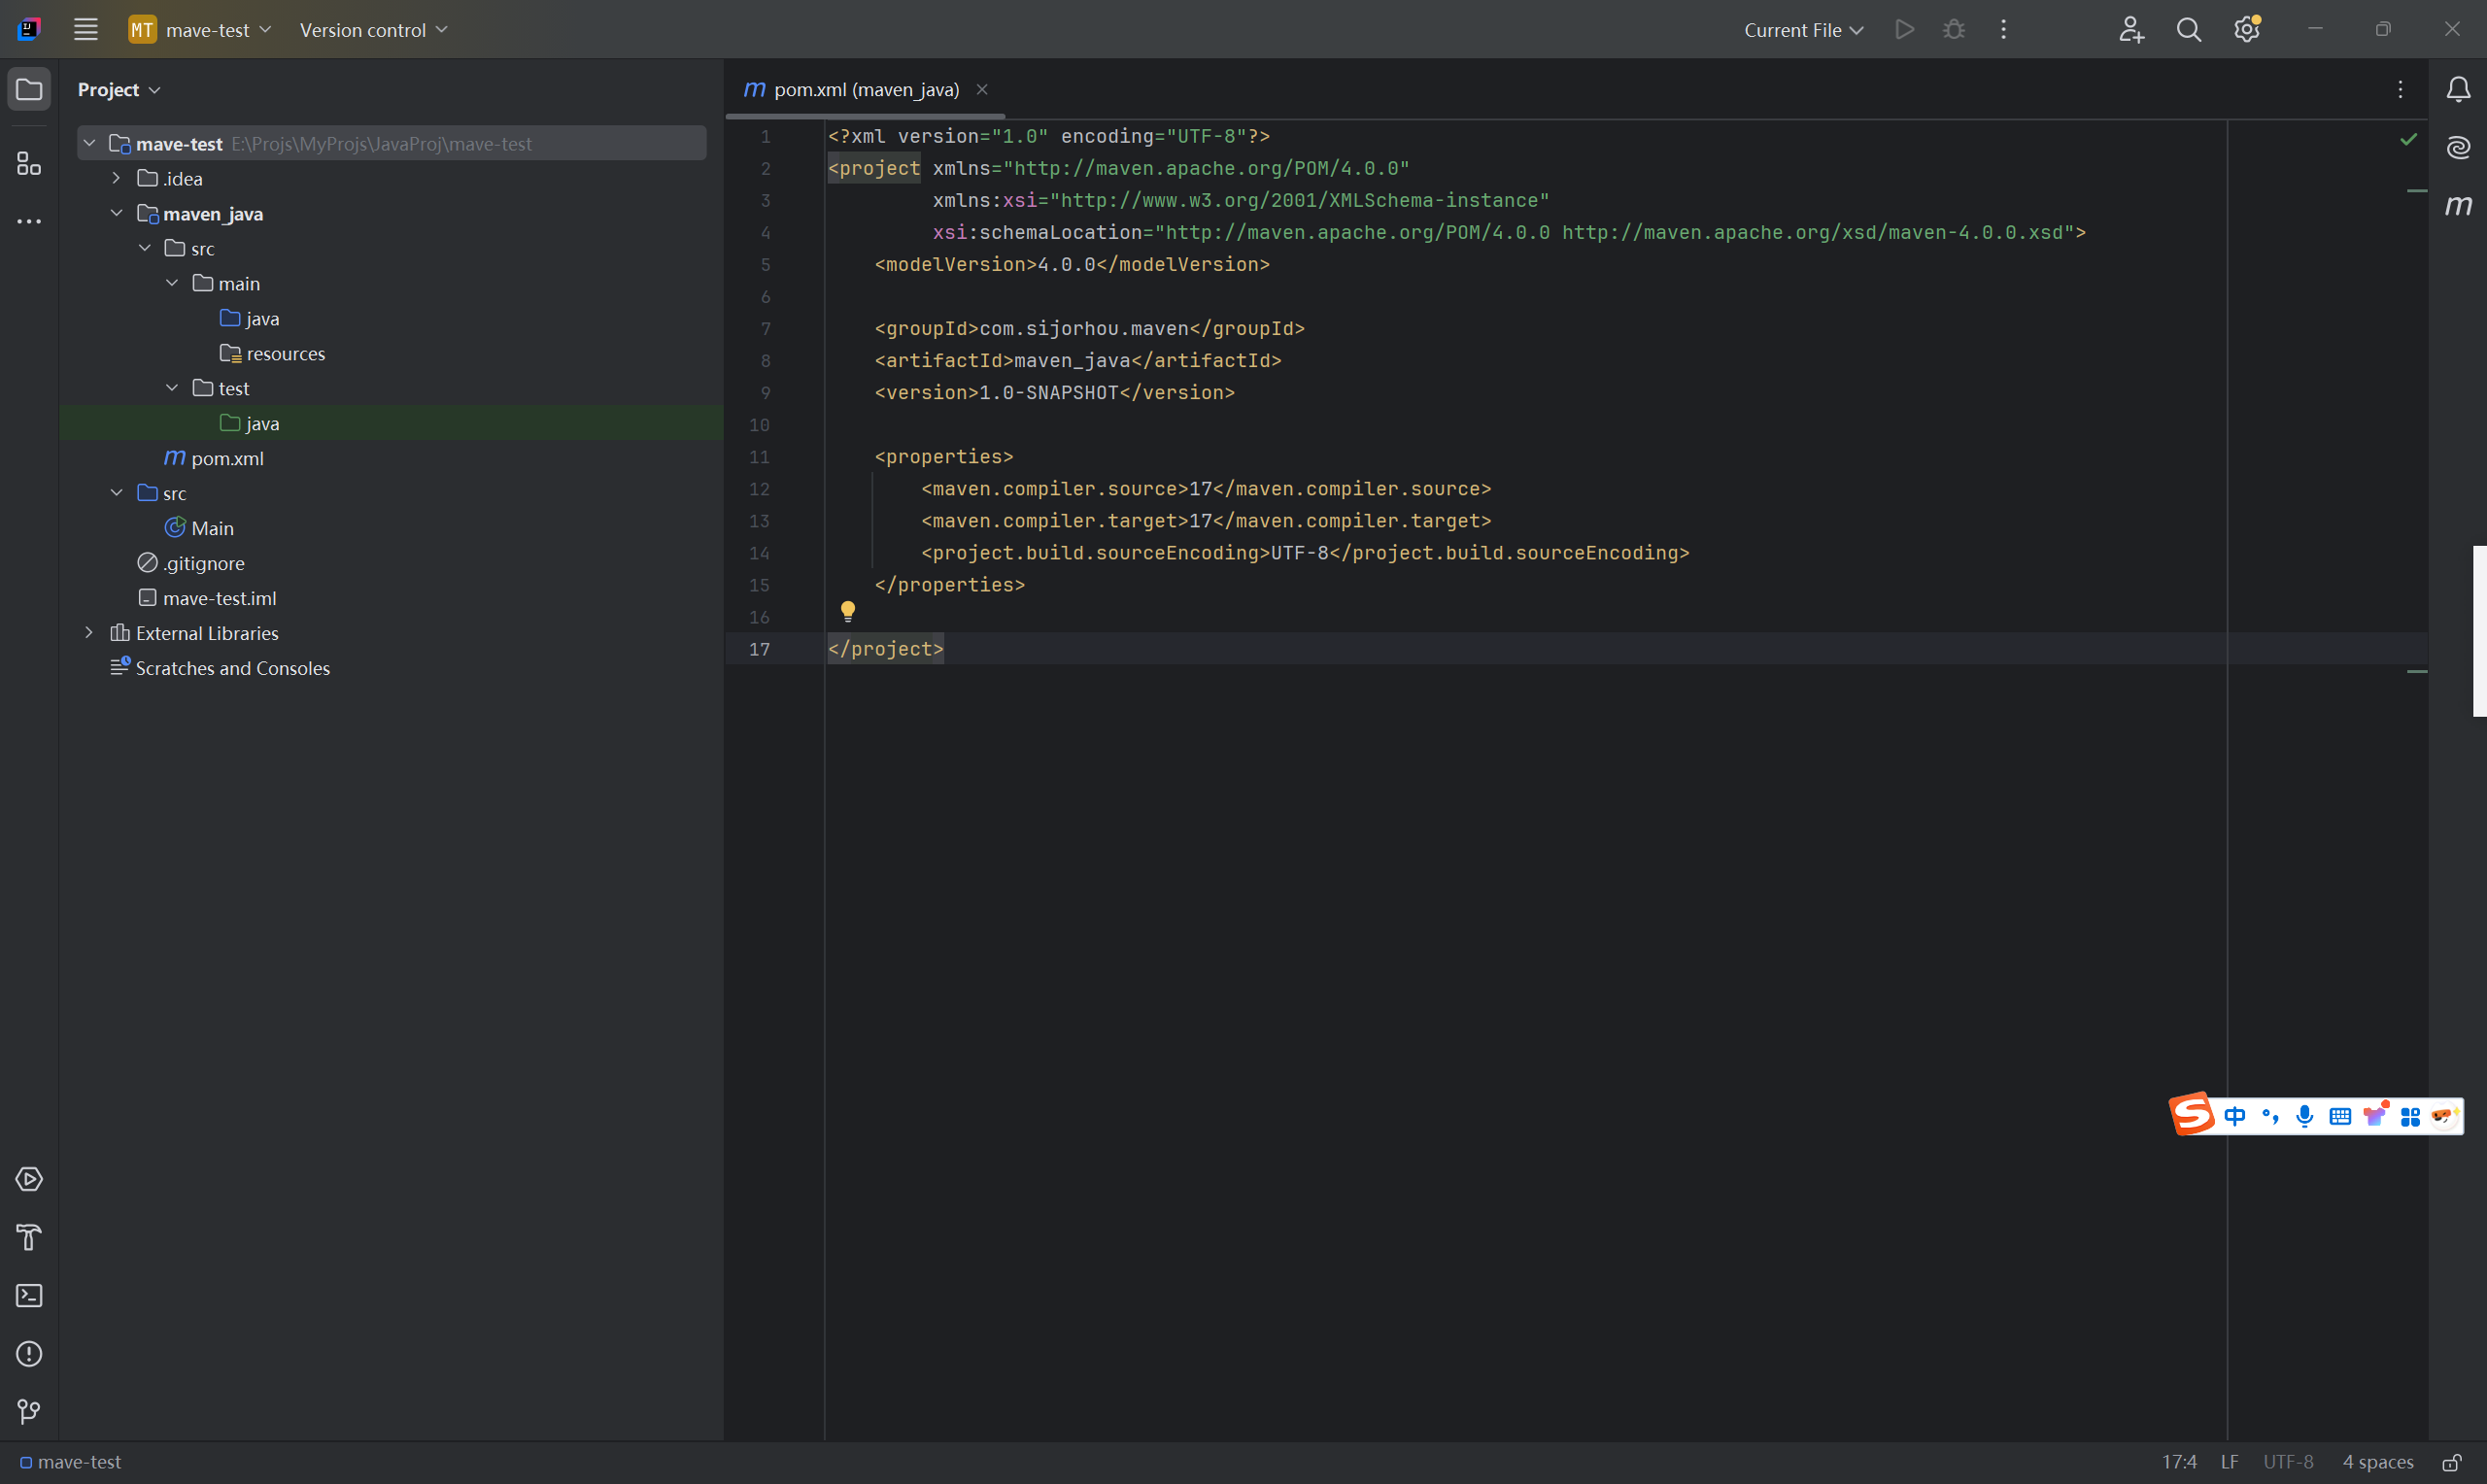 MT mave-test Version control Current File
Project
pom.xml (maven_java)
mave-test E:\Projs\MyProjs\JavaProj\mave-test
.idea
maven_java
src
main
java
resources
test
java
m pom.xml
src
Main
.gitignore
mave-test.iml
External Libraries
Scratches and Consoles
1 <?xml version="1.0" encoding="UTF-8"?>
2 <project xmlns="http://maven.apache.org/POM/4.0.0"
3 xmlns:xsi="http://www.w3.org/2001/XMLSchema-instance"
4 xsi:schemaLocation="http://maven.apache.org/POM/4.0.0 http://maven.apache.org/xsd/maven-4.0.0.xsd">
5 <modelVersion>4.0.0</modelVersion>
6
7 <groupId>com.sijorhou.maven</groupId>
8 <artifactId>maven_java</artifactId>
9 <version>1.0-SNAPSHOT</version>
10
11 <properties>
12 <maven.compiler.source>17</maven.compiler.source>
13 <maven.compiler.target>17</maven.compiler.target>
14 <project.build.sourceEncoding>UTF-8</project.build.sourceEncoding>
15 </properties>
16
17 </project>
S 中
mave-test
17:4 LF UTF-8 4 spaces